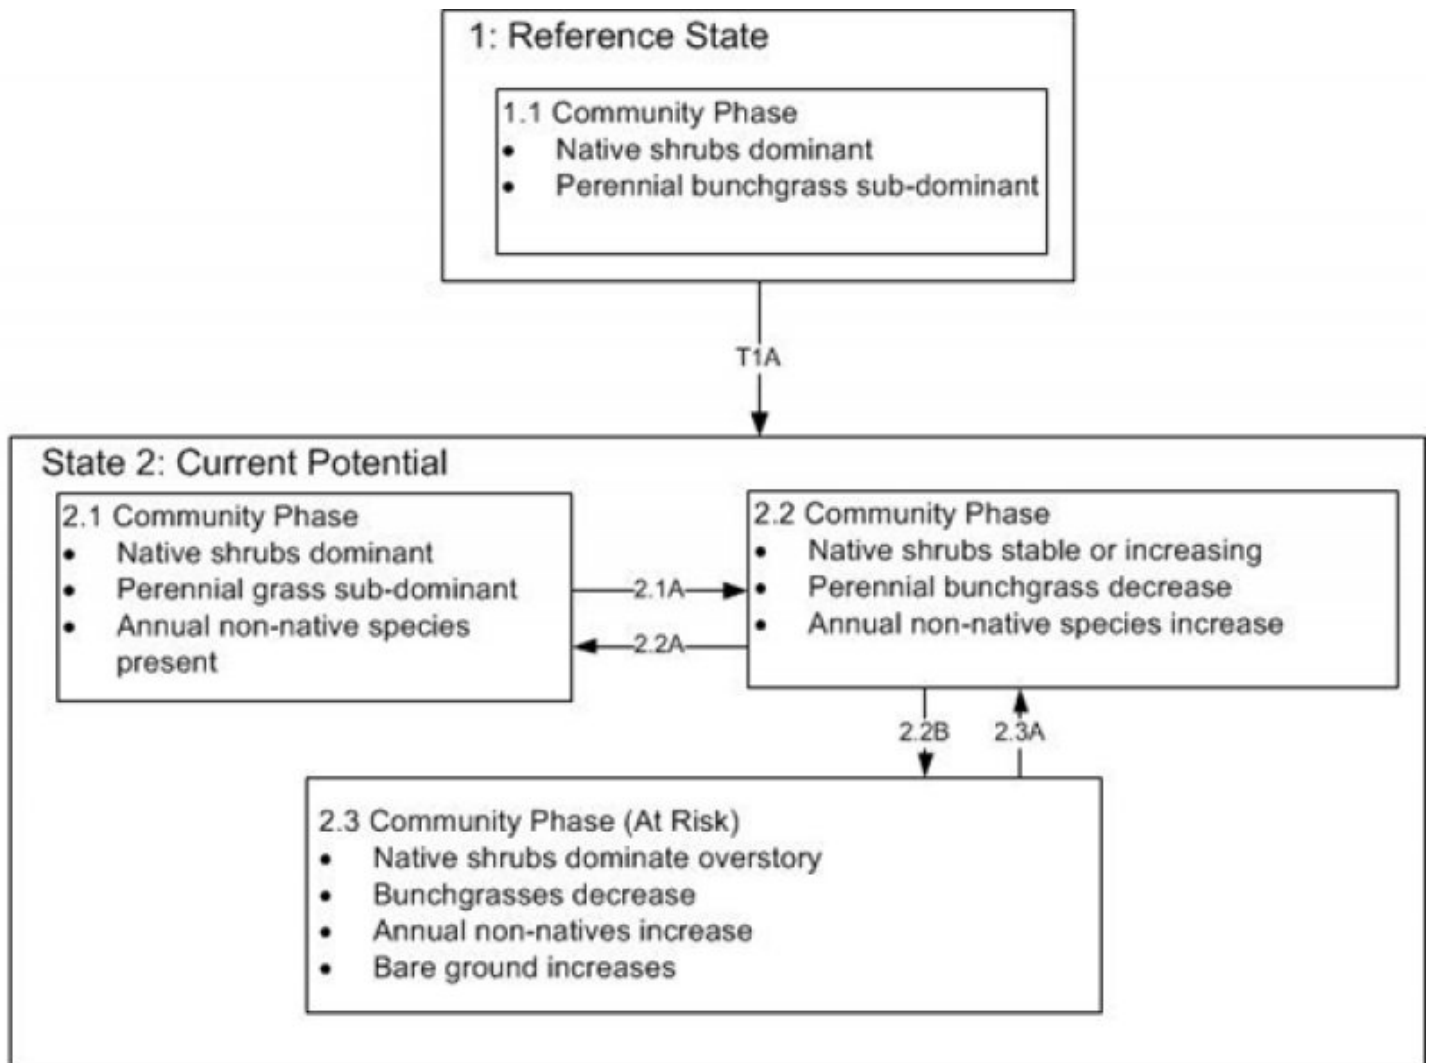 1: Reference State
1.1 Community Phase
• Native shrubs dominant
• Perennial bunchgrass sub-dominant
T1A
State 2: Current Potential
2.1 Community Phase
• Native shrubs dominant
• Perennial grass sub-dominant
• Annual non-native species
present
2.1A
2.2A
2.2 Community Phase
• Native shrubs stable or increasing
• Perennial bunchgrass decrease
• Annual non-native species increase
2.2B
2.3A
2.3 Community Phase (At Risk)
• Native shrubs dominate overstory
• Bunchgrasses decrease
• Annual non-natives increase
• Bare ground increases